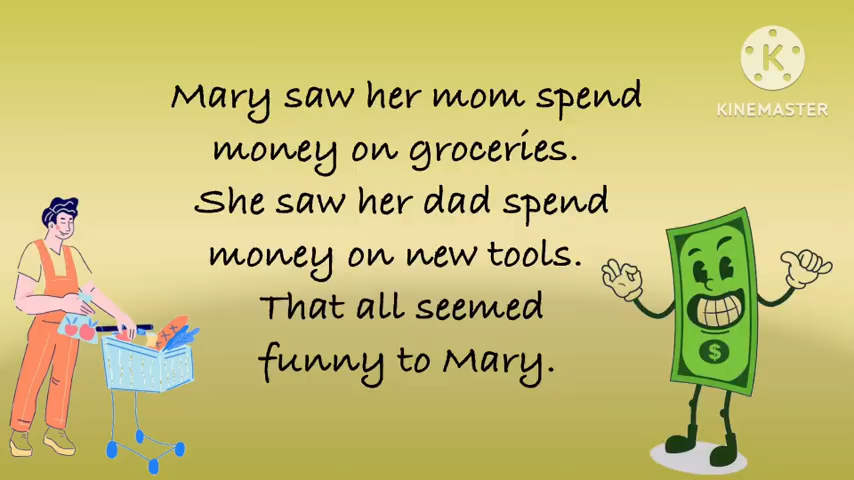 Mary saw her mom spend
money on groceries.
She saw her dad spend
money on new tools.
That all seemed
funny to Mary.
K
KINEMASTER
$